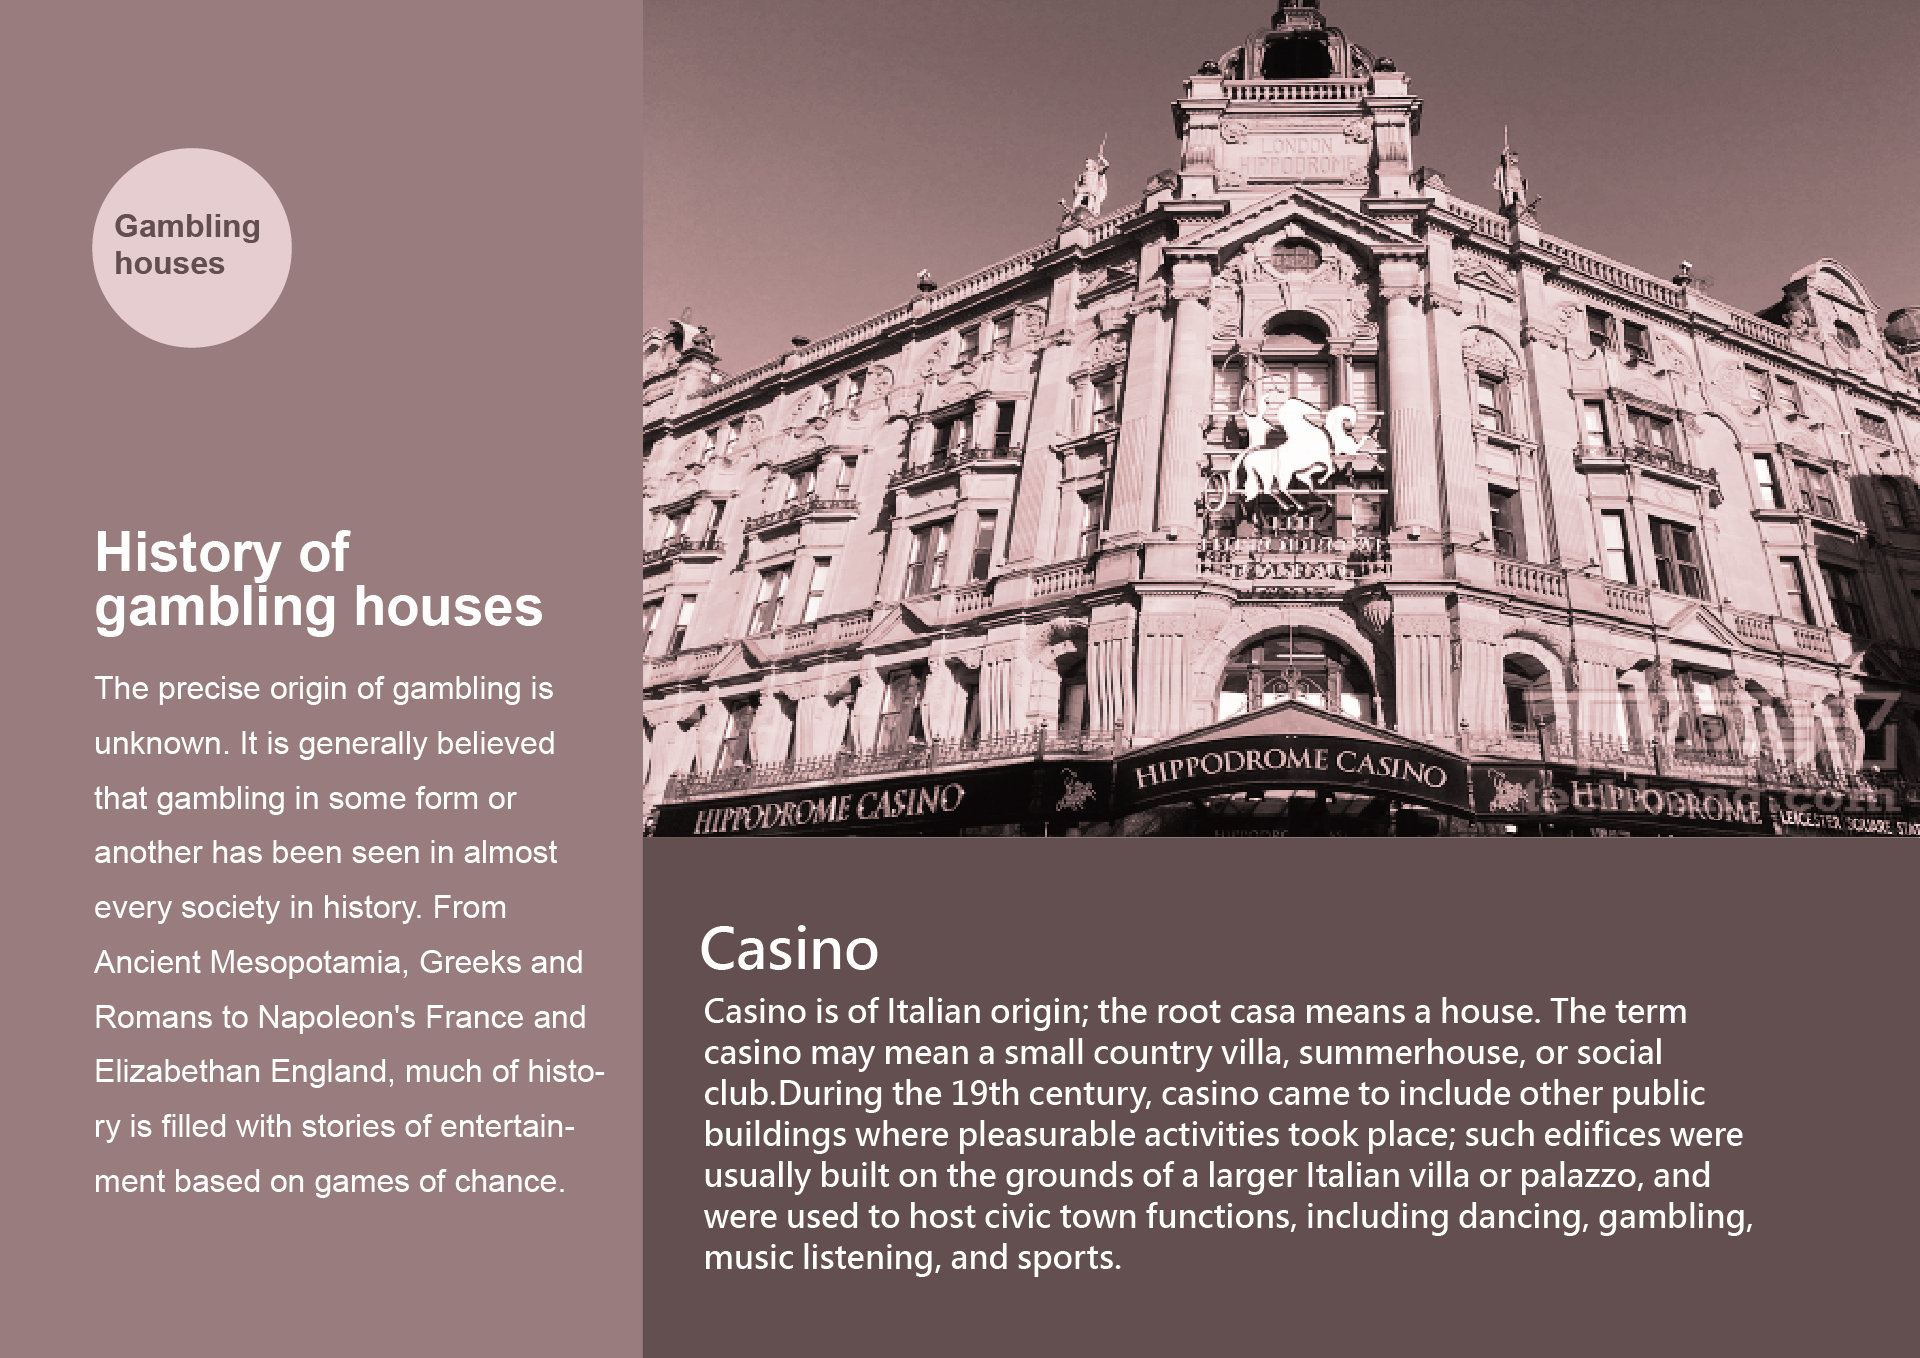 Gambling
houses
History of
gambling houses
The precise origin of gambling is
unknown. It is generally believed
that gambling in some form or
another has been seen in almost
every society in history. From
Ancient Mesopotamia, Greeks and
Romans to Napoleon's France and
Elizabethan England, much of histo-
ry is filled with stories of entertain-
ment based on games of chance.
LONDON
HIPPODROME
HIPPODROME
CASINO
HIPPODROME CASINO
HIPPODROME CASINO
HIPPODROME
LEICESTER SQUARE
Casino
Casino is of Italian origin; the root casa means a house. The term
casino may mean a small country villa, summerhouse, or social
club.During the 19th century, casino came to include other public
buildings where pleasurable activities took place; such edifices were
usually built on the grounds of a larger Italian villa or palazzo, and
were used to host civic town functions, including dancing, gambling,
music listening, and sports.